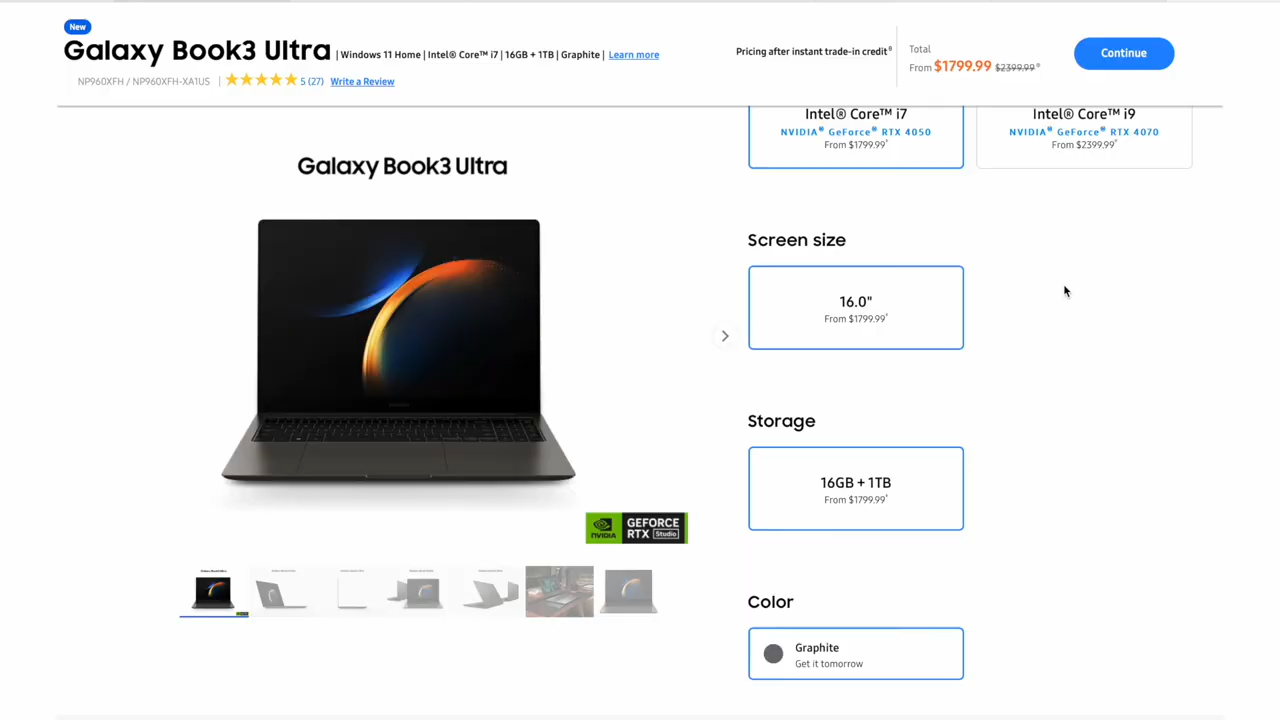 New
Galaxy Book3 Ultra | Windows 11 Home | Intel® Core™ i7 | 16GB + 1TB | Graphite | Learn more
NP960XFH / NP960XFH-XA1US | 5 (27) Write a Review
Pricing after instant trade-in credit⁰
Total
From $1799.99 $2399.99⁰
Continue
Intel® Core™ i7
NVIDIA® GeForce® RTX 4050
From $1799.99*
Intel® Core™ i9
NVIDIA® GeForce® RTX 4070
From $2399.99*
Galaxy Book3 Ultra
Screen size
16.0"
From $1799.99*
Storage
16GB + 1TB
From $1799.99*
NVIDIA
GEFORCE
RTX Studio
Color
Graphite
Get it tomorrow